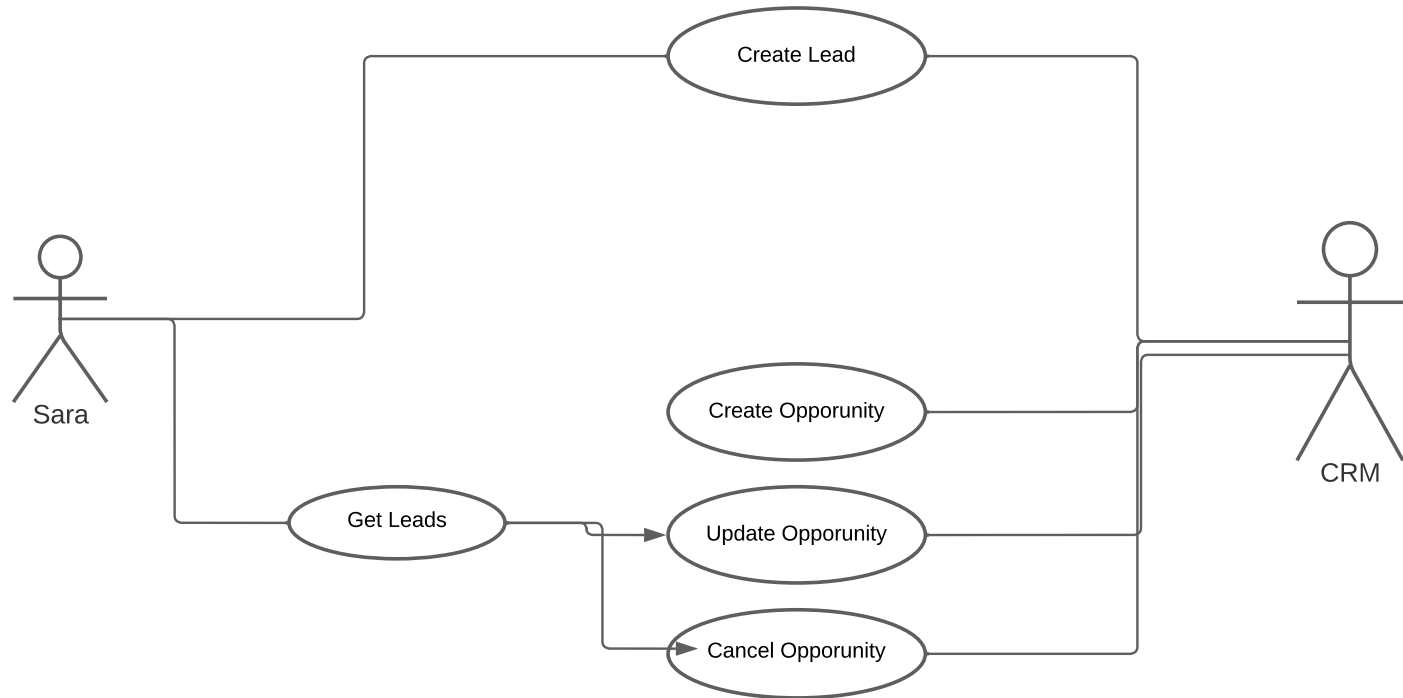 Create Lead
Sara
Create Opporunity
CRM
Get Leads
Update Opporunity
Cancel Opporunity